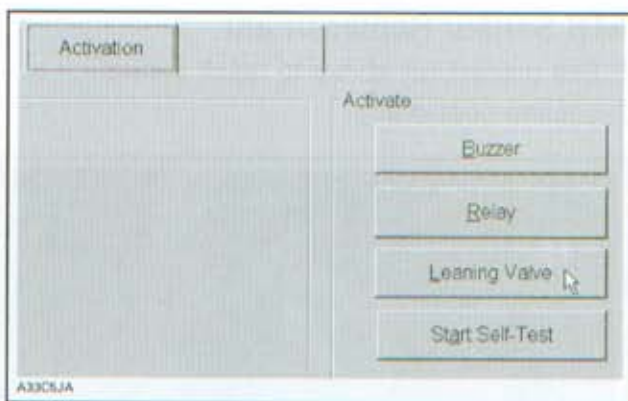 Activation
Activate
Buzzer
Relay
Leaning Valve
Start Self-Test
A33C5JA